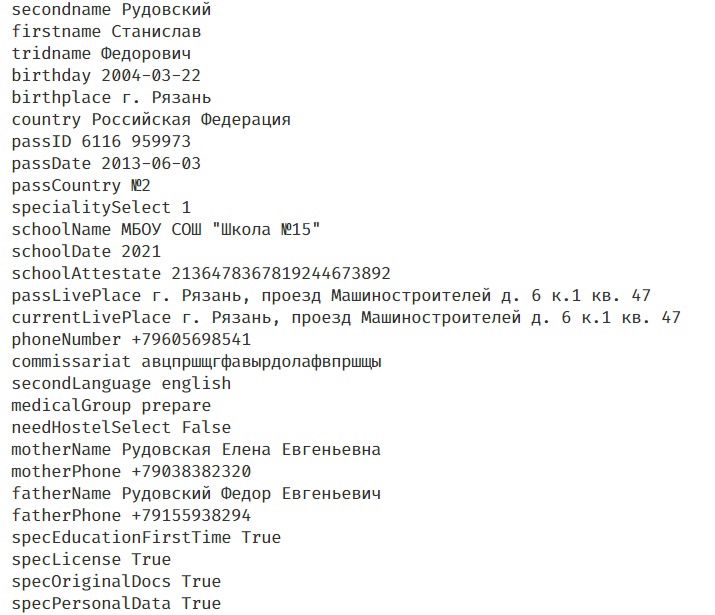 secondname Рудовский
firstname Станислав
tridname Федорович
birthday 2004-03-22
birthplace г. Рязань
country Российская Федерация
passID 6116 959973
passDate 2013-06-03
passCountry №2
specialitySelect 1
schoolName МБОУ СОШ "Школа №15"
schoolDate 2021
schoolAttestate 2136478367819244673892
passLivePlace г. Рязань, проезд Машиностроителей д. 6 к.1 кв. 47
currentLivePlace г. Рязань, проезд Машиностроителей д. 6 к.1 кв. 47
phoneNumber +79605698541
commissariat авцпршщгфавырдолафвпршщы
secondLanguage english
medicalGroup prepare
needHostelSelect False
motherName Рудовская Елена Евгеньевна
motherPhone +79038382320
fatherName Рудовский Федор Евгеньевич
fatherPhone +79155938294
specEducationFirstTime True
specLicense True
specOriginalDocs True
specPersonalData True